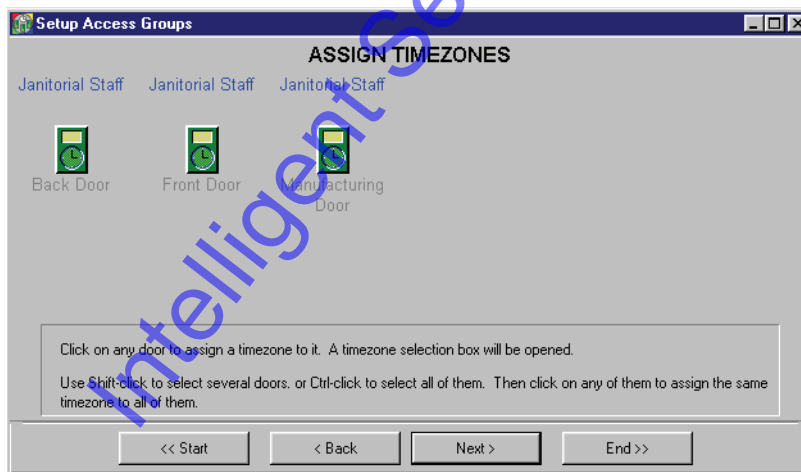 Setup Access Groups
ASSIGN TIMEZONES
Janitorial Staff Janitorial Staff Janitorial Staff
Back Door Front Door Manufacturing
Door
Click on any door to assign a timezone to it. A timezone selection box will be opened.
Use Shift-click to select several doors. or Ctrl-click to select all of them. Then click on any of them to assign the same
timezone to all of them.
<< Start < Back Next > End >>
Intelligent